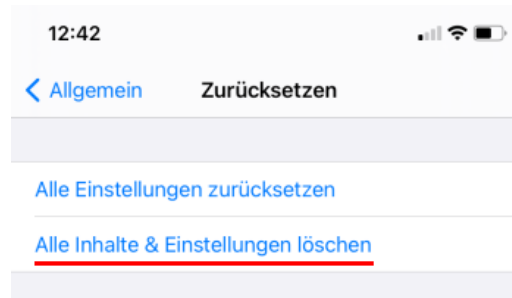 12:42
Allgemein Zurücksetzen
Alle Einstellungen zurücksetzen
Alle Inhalte & Einstellungen löschen